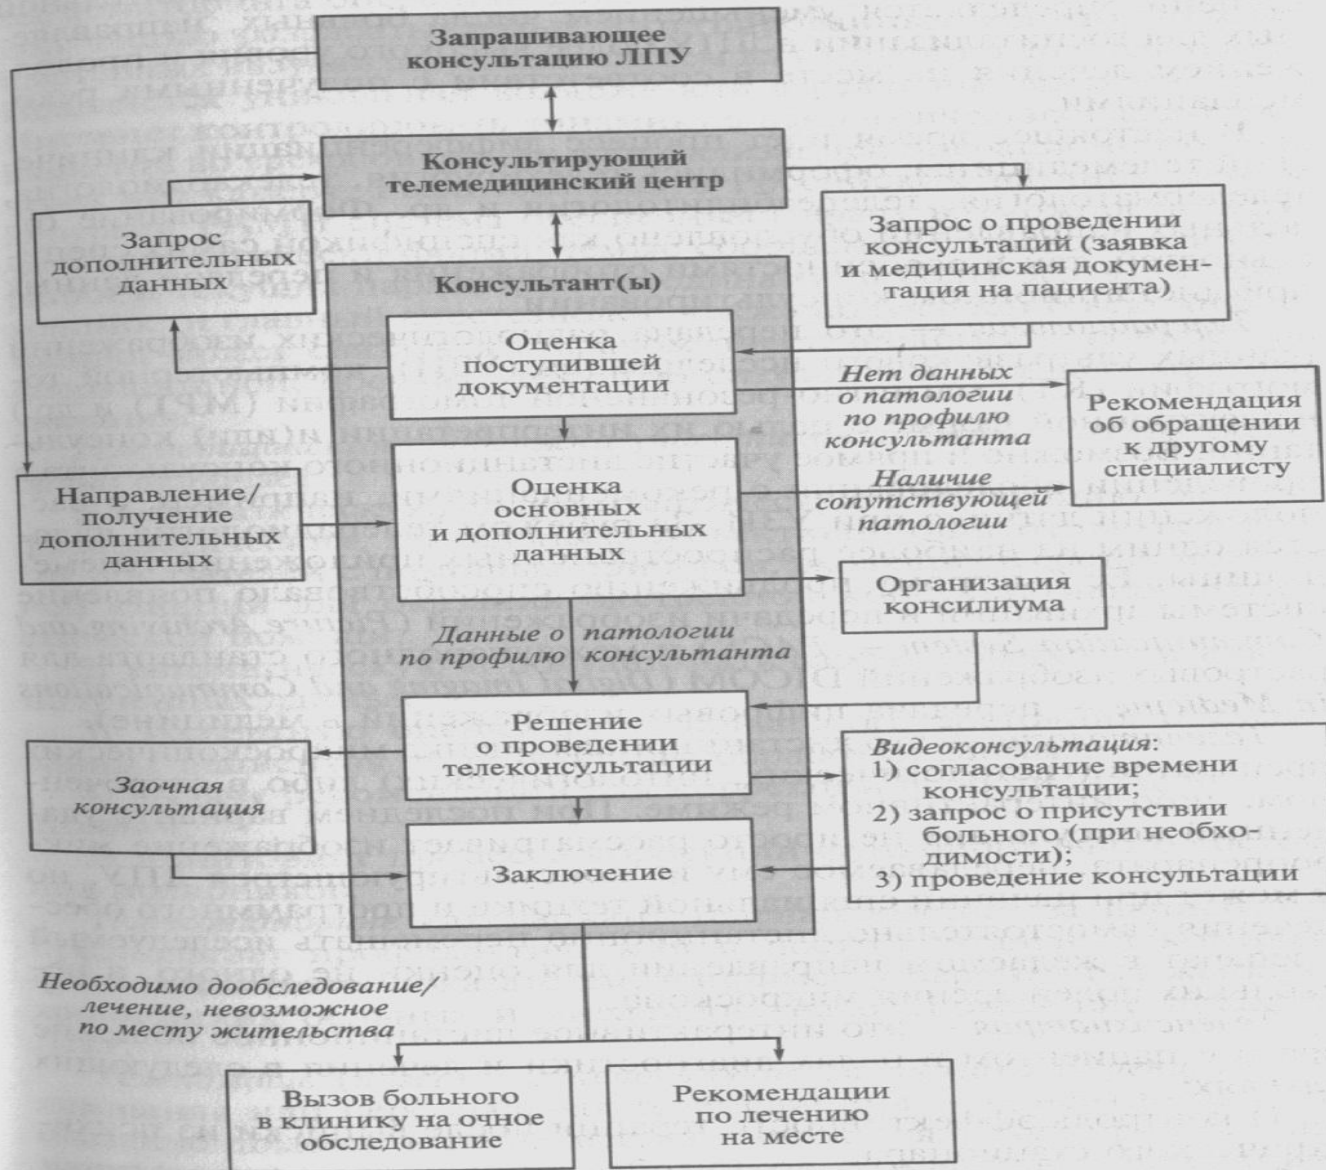 Запрашивающее
консультацию ЛПУ
Консультирующий
телемедицинский центр
Запрос
дополнительных
данных
Запрос о проведении
консультаций (заявка
и медицинская докумен-
тация на пациента)
Консультант(ы)
Оценка
поступившей
документации
Нет данных
о патологии
по профилю
консультанта
Рекомендация
об обращении
к другому
специалисту
Направление/
получение
дополнительных
данных
Оценка
основных
и дополнительных
данных
Наличие
сопутствующей
патологии
Организация
консилиума
Данные о патологии
по профилю консультанта
Решение
о проведении
телеконсультации
Заочная
консультация
Видеоконсультация:
1) согласование времени
консультации;
2) запрос о присутствии
больного (при необхо-
димости);
3) проведение консультации
Заключение
Необходимо дообследование/
лечение, невозможное
по месту жительства
Вызов больного
в клинику на очное
обследование
Рекомендации
по лечению
на месте